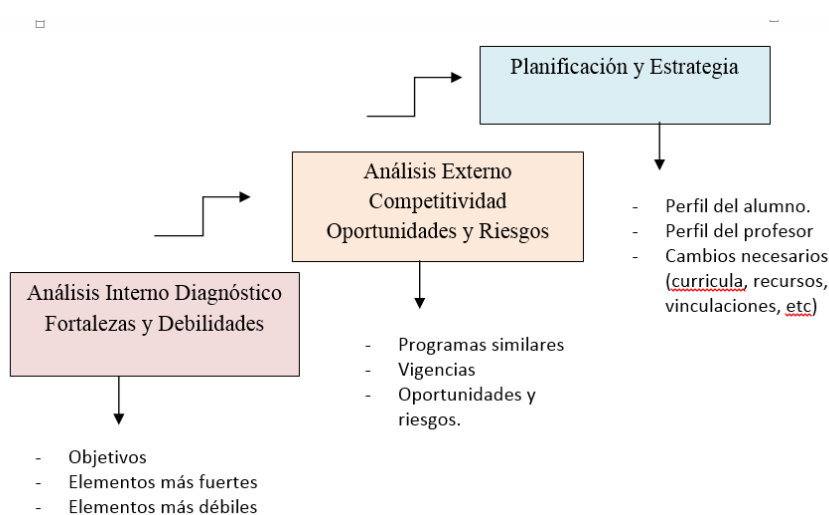 Planificación y Estrategia
- Perfil del alumno.
- Perfil del profesor
- Cambios necesarios
(curricula, recursos,
vinculaciones, etc)
Análisis Externo
Competitividad
Oportunidades y Riesgos
- Programas similares
- Vigencias
- Oportunidades y
riesgos.
Análisis Interno Diagnóstico
Fortalezas y Debilidades
- Objetivos
- Elementos más fuertes
- Elementos más débiles